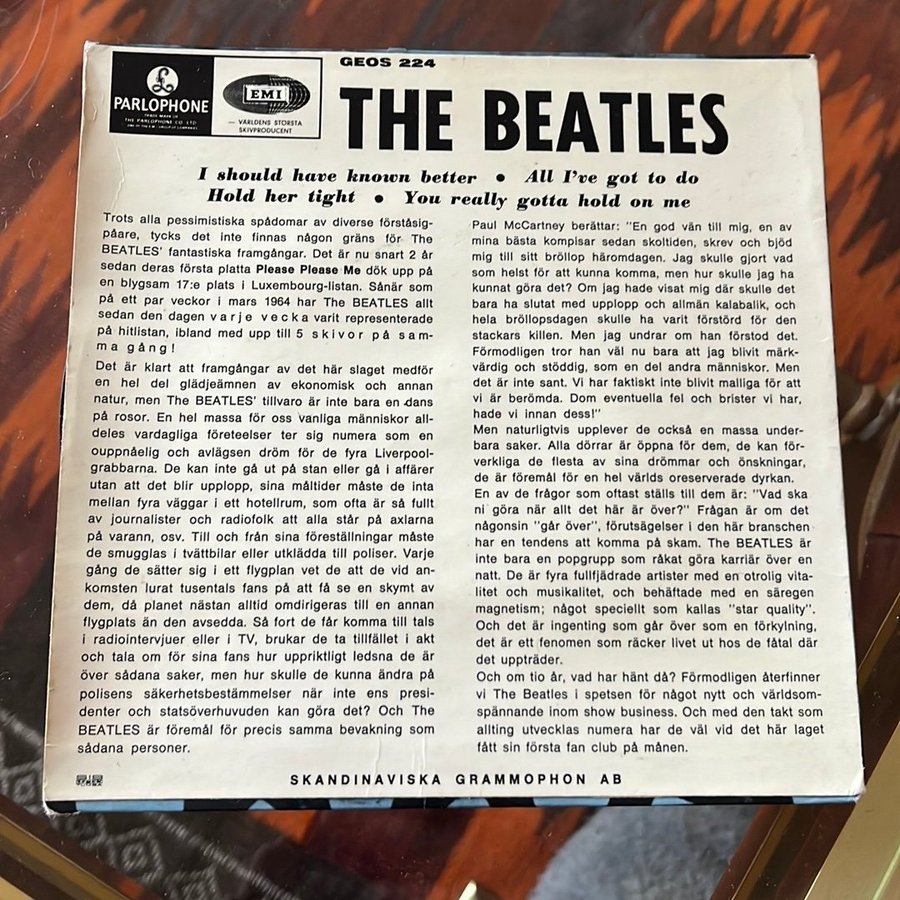 GEOS 224
PARLOPHONE
TRADE MARK OF
THE PARLOPHONE CO LTD
EMI
— VÄRLDENS STÖRSTA
SKIVPRODUCENT
THE BEATLES
I should have known better • All I've got to do
Hold her tight • You really gotta hold on me
Trots alla pessimistiska spådomar av diverse förståsig-
påare, tycks det inte finnas någon gräns för The
BEATLES' fantastiska framgångar. Det är nu snart 2 år
sedan deras första platta Please Please Me dök upp på
en blygsam 17:e plats i Luxembourg-listan. Sånär som
på ett par veckor i mars 1964 har The BEATLES allt
sedan den dagen varje vecka varit representerade
på hitlistan, ibland med upp till 5 skivor på sam-
ma gång!
Det är klart att framgångar av det här slaget medför
en hel del glädjeämnen av ekonomisk och annan
natur, men The BEATLES' tillvaro är inte bara en dans
på rosor. En hel massa för oss vanliga människor all-
deles vardagliga företeelser ter sig numera som en
ouppnåelig och avlägsen dröm för de fyra Liverpool-
grabbarna. De kan inte gå ut på stan eller gå i affärer
utan att det blir upplopp, sina måltider måste de inta
mellan fyra väggar i ett hotellrum, som ofta är så fullt
av journalister och radiofolk att alla står på axlarna
på varann, osv. Till och från sina föreställningar måste
de smugglas i tvättbilar eller utklädda till poliser. Varje
gång de sätter sig i ett flygplan vet de att de vid an-
komsten lurat tusentals fans på att få se en skymt av
dem, då planet nästan alltid omdirigeras till en annan
flygplats än den avsedda. Så fort de får komma till tals
i radiointervjuer eller i TV, brukar de ta tillfället i akt
och tala om för sina fans hur uppriktligt ledsna de är
över sådana saker, men hur skulle de kunna ändra på
polisens säkerhetsbestämmelser när inte ens presi-
denter och statsöverhuvuden kan göra det? Och The
BEATLES är föremål för precis samma bevakning som
sådana personer.
Paul McCartney berättar: "En god vän till mig, en av
mina bästa kompisar sedan skoltiden, skrev och bjöd
mig till sitt bröllop häromdagen. Jag skulle gjort vad
som helst för att kunna komma, men hur skulle jag ha
kunnat göra det? Om jag hade visat mig där skulle det
bara ha slutat med upplopp och allmän kalabalik, och
hela bröllopsdagen skulle ha varit förstörd för den
stackars killen. Men jag undrar om han förstod det.
Förmodligen tror han väl nu bara att jag blivit märk-
värdig och stöddig, som en del andra människor. Men
det är inte sant. Vi har faktiskt inte blivit malliga för att
vi är berömda. Dom eventuella fel och brister vi har,
hade vi innan dess!"
Men naturligtvis upplever de också en massa under-
bara saker. Alla dörrar är öppna för dem, de kan för-
verkliga de flesta av sina drömmar och önskningar,
de är föremål för en hel världs oreserverade dyrkan.
En av de frågor som oftast ställs till dem är: "Vad ska
ni göra när allt det här är över?" Frågan är om det
någonsin "går över", förutsägelser i den här branschen
har en tendens att komma på skam. The BEATLES är
inte bara en popgrupp som råkat göra karriär över en
natt. De är fyra fullfjädrade artister med en otrolig vita-
litet och musikalitet, och behäftade med en säregen
magnetism; något speciellt som kallas "star quality".
Och det är ingenting som går över som en förkylning,
det är ett fenomen som räcker livet ut hos de fåtal där
det uppträder.
Och om tio år, vad har hänt då? Förmodligen återfinner
vi The Beatles i spetsen för något nytt och världsom-
spännande inom show business. Och med den takt som
allting utvecklas numera har de väl vid det här laget
fått sin första fan club på månen.
SKANDINAVISKA GRAMMOPHON AB